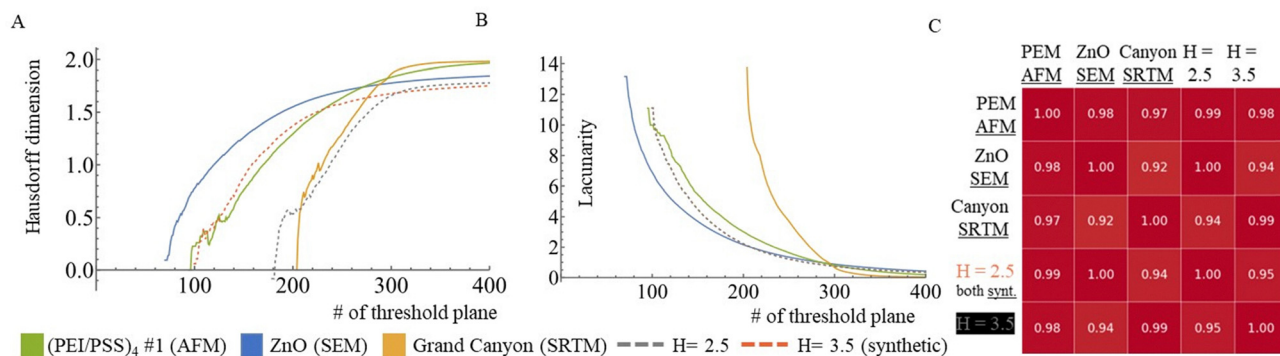 A
B
C
Hausdorff dimension
2.0
1.5
1.0
0.5
0.0
100
200
300
400
# of threshold plane
Lacunarity
14
12
10
8
6
4
2
0
100
200
300
400
# of threshold plane
PEM ZnO Canyon H = H =
AFM SEM SRTM 2.5 3.5
PEM
AFM
1.00 0.98 0.97 0.99 0.98
ZnO
SEM
0.98 1.00 0.92 1.00 0.94
Canyon
SRTM
0.97 0.92 1.00 0.94 0.99
H = 2.5
both synt.
0.99 1.00 0.94 1.00 0.95
H = 3.5
0.98 0.94 0.99 0.95 1.00
(PEI/PSS)₄ #1 (AFM) ZnO (SEM) Grand Canyon (SRTM) H= 2.5 H= 3.5 (synthetic)